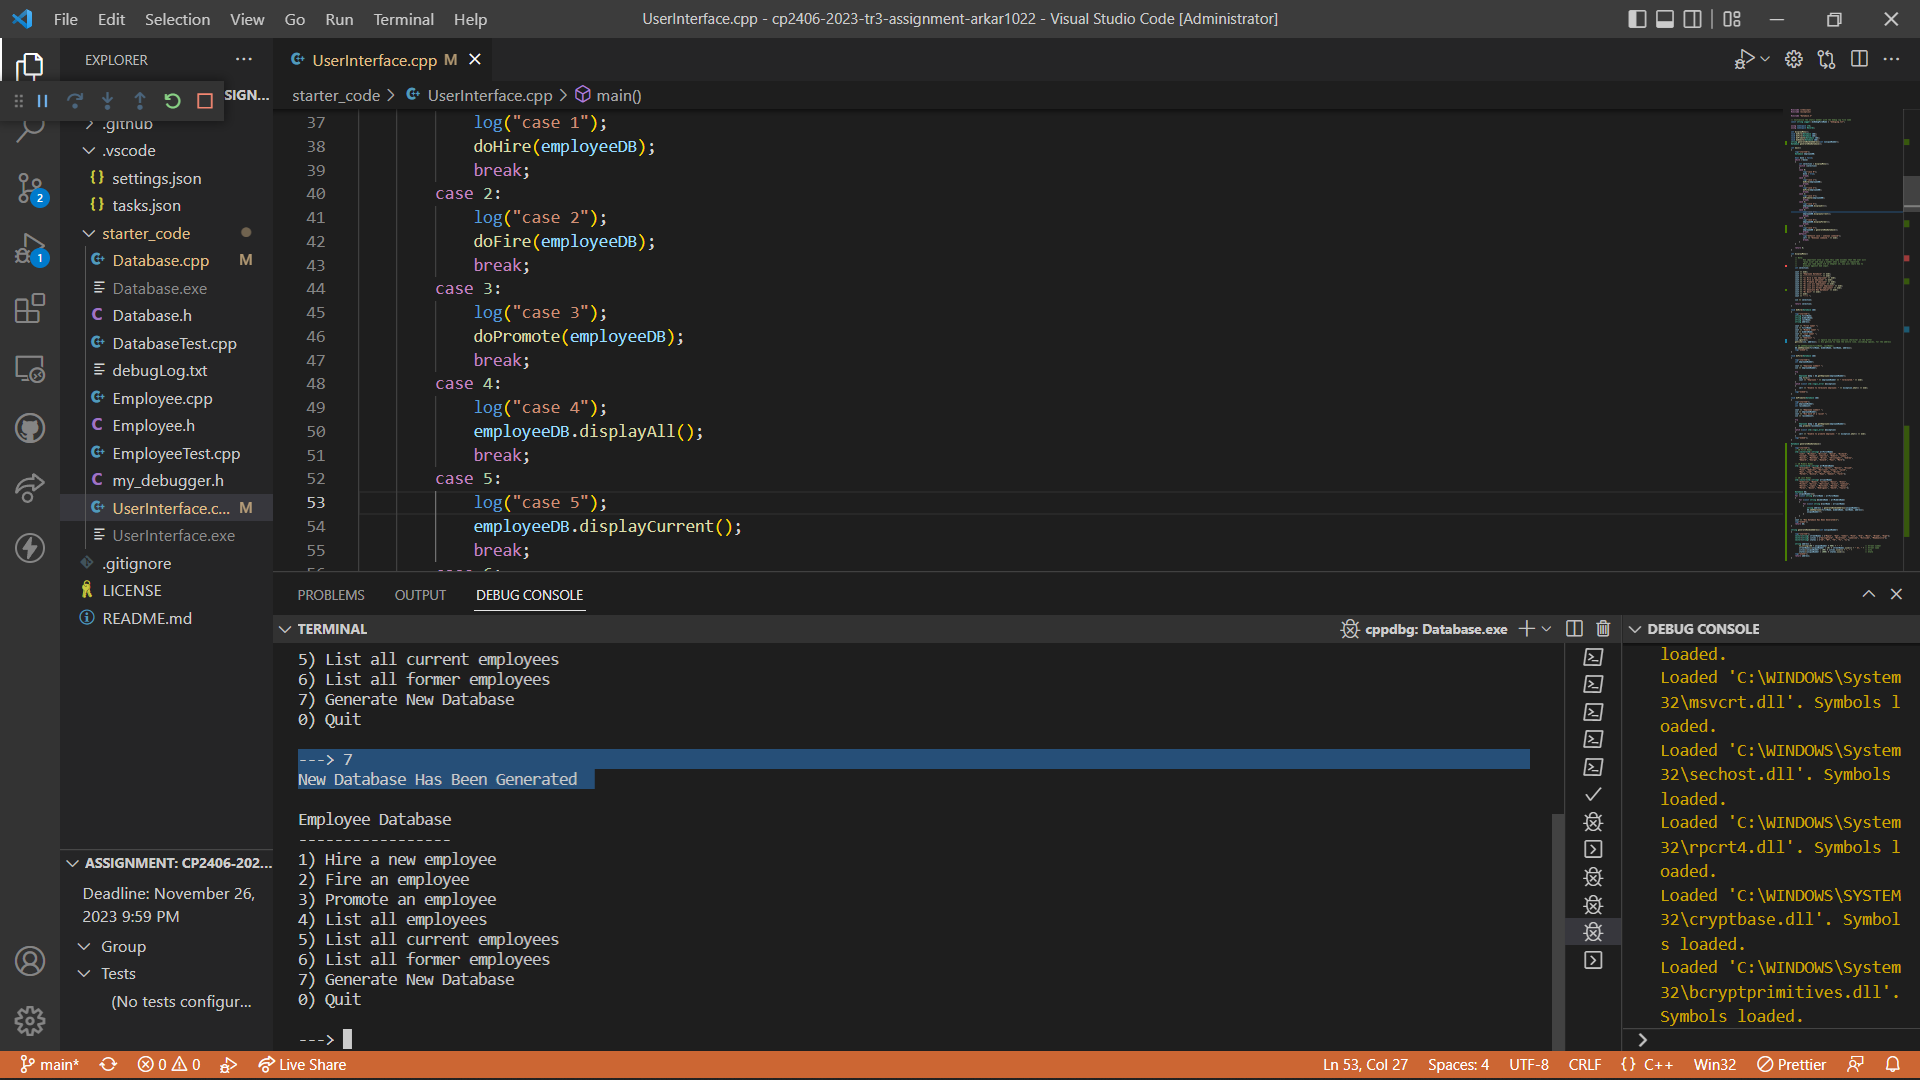 File Edit Selection View Go Run Terminal Help
UserInterface.cpp - cp2406-2023-tr3-assignment-arkar1022 - Visual Studio Code [Administrator]
EXPLORER
SIGN...
.github
.vscode
{} settings.json
{} tasks.json
starter_code
Database.cpp M
Database.exe
C Database.h
DatabaseTest.cpp
debugLog.txt
Employee.cpp
C Employee.h
EmployeeTest.cpp
C my_debugger.h
UserInterface.c... M
UserInterface.exe
.gitignore
LICENSE
README.md
2
1
ASSIGNMENT: CP2406-202...
Deadline: November 26,
2023 9:59 PM
Group
Tests
(No tests configur...
UserInterface.cpp M
starter_code > UserInterface.cpp > main()
37 log("case 1");
38 doHire(employeeDB);
39 break;
40 case 2:
41 log("case 2");
42 doFire(employeeDB);
43 break;
44 case 3:
45 log("case 3");
46 doPromote(employeeDB);
47 break;
48 case 4:
49 log("case 4");
50 employeeDB.displayAll();
51 break;
52 case 5:
53 log("case 5");
54 employeeDB.displayCurrent();
55 break;
PROBLEMS OUTPUT DEBUG CONSOLE
TERMINAL
cppdbg: Database.exe
5) List all current employees
6) List all former employees
7) Generate New Database
0) Quit
---> 7
New Database Has Been Generated
Employee Database
-----------------
1) Hire a new employee
2) Fire an employee
3) Promote an employee
4) List all employees
5) List all current employees
6) List all former employees
7) Generate New Database
0) Quit
--->
DEBUG CONSOLE
loaded.
Loaded 'C:\WINDOWS\System
32\msvcrt.dll'. Symbols l
oaded.
Loaded 'C:\WINDOWS\System
32\sechost.dll'. Symbols
loaded.
Loaded 'C:\WINDOWS\System
32\rpcrt4.dll'. Symbols l
oaded.
Loaded 'C:\WINDOWS\SYSTEM
32\cryptbase.dll'. Symbol
s loaded.
Loaded 'C:\WINDOWS\System
32\bcryptprimitives.dll'.
Symbols loaded.
main* 0 0 Live Share
Ln 53, Col 27 Spaces: 4 UTF-8 CRLF {} C++ Win32 Prettier